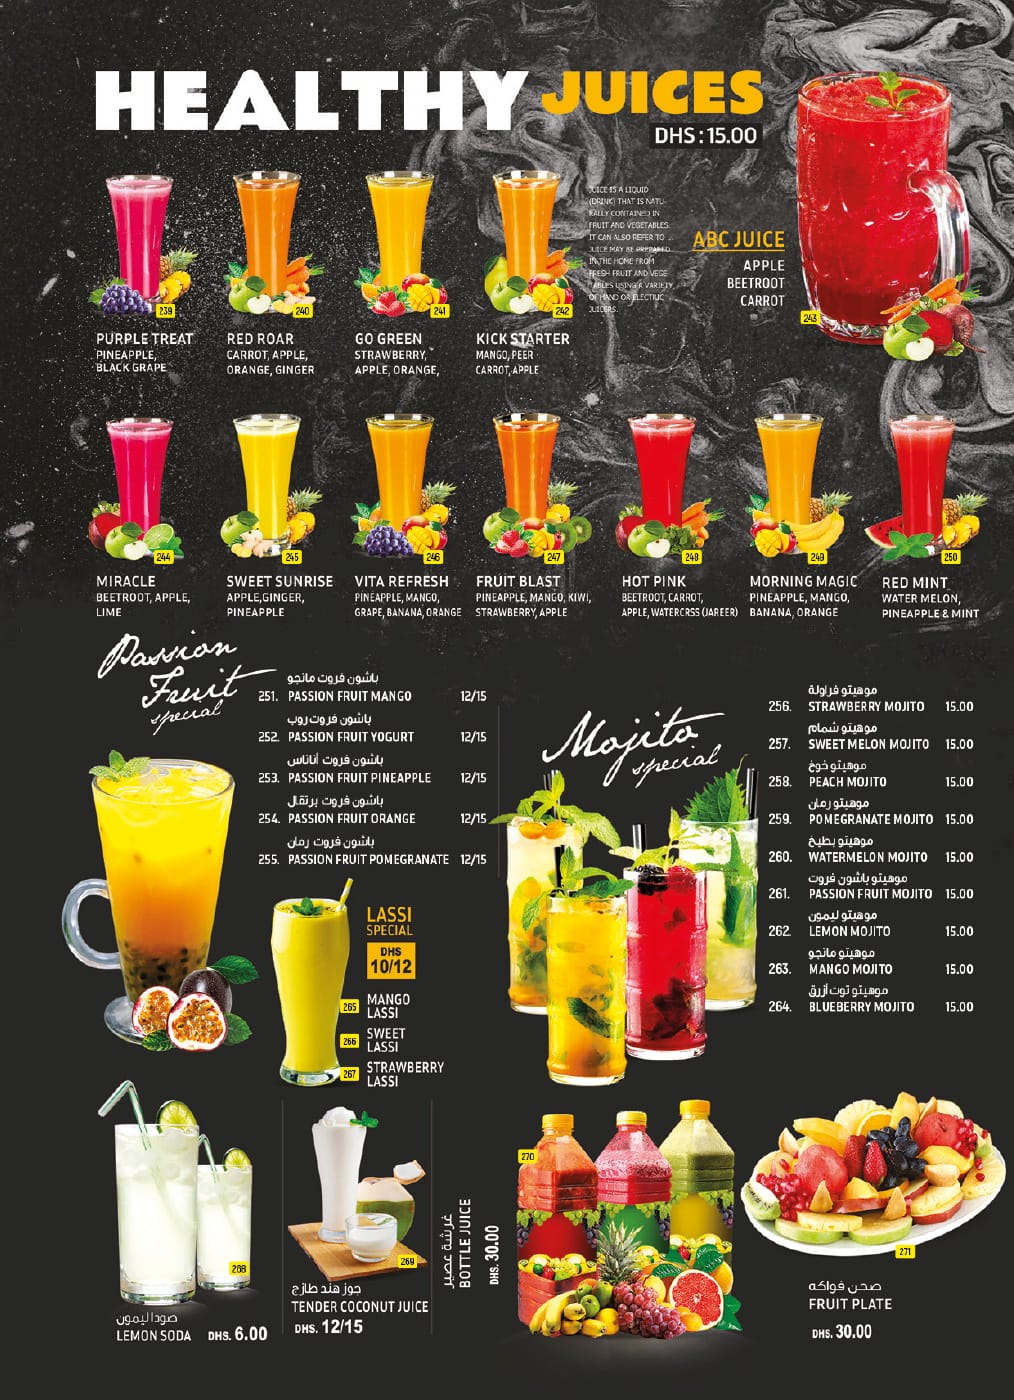 HEALTHY JUICES
DHS : 15.00
JUICE IS A LIQUID
(DRINK) THAT IS NATU-
RALLY CONTAINED IN
FRUIT AND VEGETABLES.
IT CAN ALSO REFER TO
JUICE MAY BE PREPARED
IN THE HOME FROM
FRESH FRUIT AND VEGE
TABLES USING A VARIETY
OF HAND OR ELECTRIC
JUICERS.
ABC JUICE
APPLE
BEETROOT
CARROT
243
239
PURPLE TREAT
PINEAPPLE,
BLACK GRAPE
240
RED ROAR
CARROT, APPLE,
ORANGE, GINGER
241
GO GREEN
STRAWBERRY,
APPLE, ORANGE,
242
KICK STARTER
MANGO, PEER
CARROT, APPLE
244
MIRACLE
BEETROOT, APPLE,
LIME
245
SWEET SUNRISE
APPLE,GINGER,
PINEAPPLE
246
VITA REFRESH
PINEAPPLE, MANGO,
GRAPE, BANANA, ORANGE
247
FRUIT BLAST
PINEAPPLE, MANGO, KIWI,
STRAWBERRY, APPLE
248
HOT PINK
BEETROOT, CARROT,
APPLE, WATERCRSS (JAREER)
249
MORNING MAGIC
PINEAPPLE, MANGO,
BANANA, ORANGE
250
RED MINT
WATER MELON,
PINEAPPLE & MINT
Passion
Fruit
special
باشون فروت مانجو
251. PASSION FRUIT MANGO 12/15
باشون فروت روب
252. PASSION FRUIT YOGURT 12/15
باشون فروت أناناس
253. PASSION FRUIT PINEAPPLE 12/15
باشون فروت برتقال
254. PASSION FRUIT ORANGE 12/15
باشون فروت رمان
255. PASSION FRUIT POMEGRANATE 12/15
Mojito
special
موهيتو فراولة
256. STRAWBERRY MOJITO 15.00
موهيتو شمام
257. SWEET MELON MOJITO 15.00
موهيتو خوخ
258. PEACH MOJITO 15.00
موهيتو رمان
259. POMEGRANATE MOJITO 15.00
موهيتو بطيخ
260. WATERMELON MOJITO 15.00
موهيتو باشون فروت
261. PASSION FRUIT MOJITO 15.00
موهيتو ليمون
262. LEMON MOJITO 15.00
موهيتو مانجو
263. MANGO MOJITO 15.00
موهيتو توت أزرق
264. BLUEBERRY MOJITO 15.00
LASSI
SPECIAL
DHS
10/12
265 MANGO
LASSI
266 SWEET
LASSI
267 STRAWBERRY
LASSI
268
صودا ليمون
LEMON SODA DHS. 6.00
269
جوز هند طازج
TENDER COCONUT JUICE
DHS. 12/15
غرشة عصير
BOTTLE JUICE
DHS. 30.00
270
271
صحن فواكه
FRUIT PLATE
DHS. 30.00